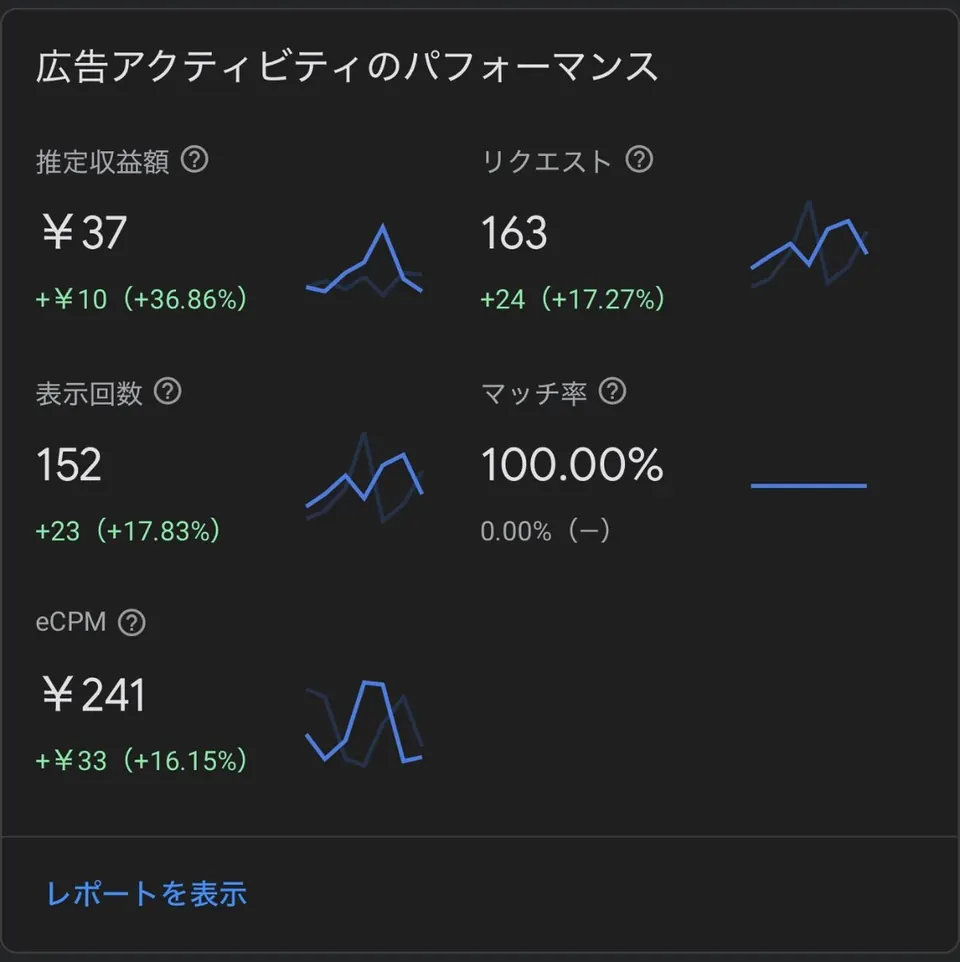 広告アクティビティのパフォーマンス
推定収益額 ?
リクエスト ?
¥37
163
+¥10（+36.86%）
+24（+17.27%）
表示回数 ?
マッチ率 ?
152
100.00%
+23（+17.83%）
0.00%（—）
eCPM ?
¥241
+¥33（+16.15%）
レポートを表示